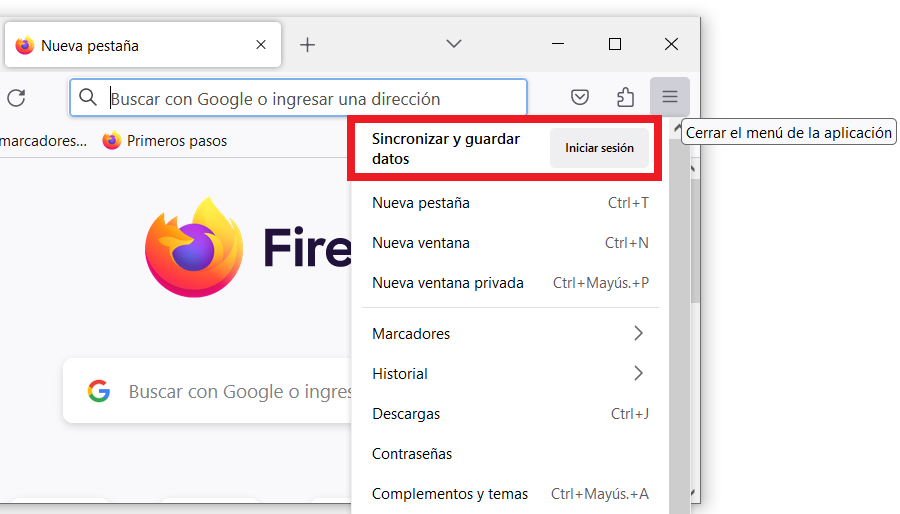 Nueva pestaña
Buscar con Google o ingresar una dirección
Cerrar el menú de la aplicación
marcadores...
Primeros pasos
Sincronizar y guardar
datos
Iniciar sesión
Nueva pestaña Ctrl+T
Nueva ventana Ctrl+N
Nueva ventana privada Ctrl+Mayús.+P
Fire
Marcadores
Historial
Buscar con Google o ingres
Descargas Ctrl+J
Contraseñas
Complementos y temas Ctrl+Mayús.+A